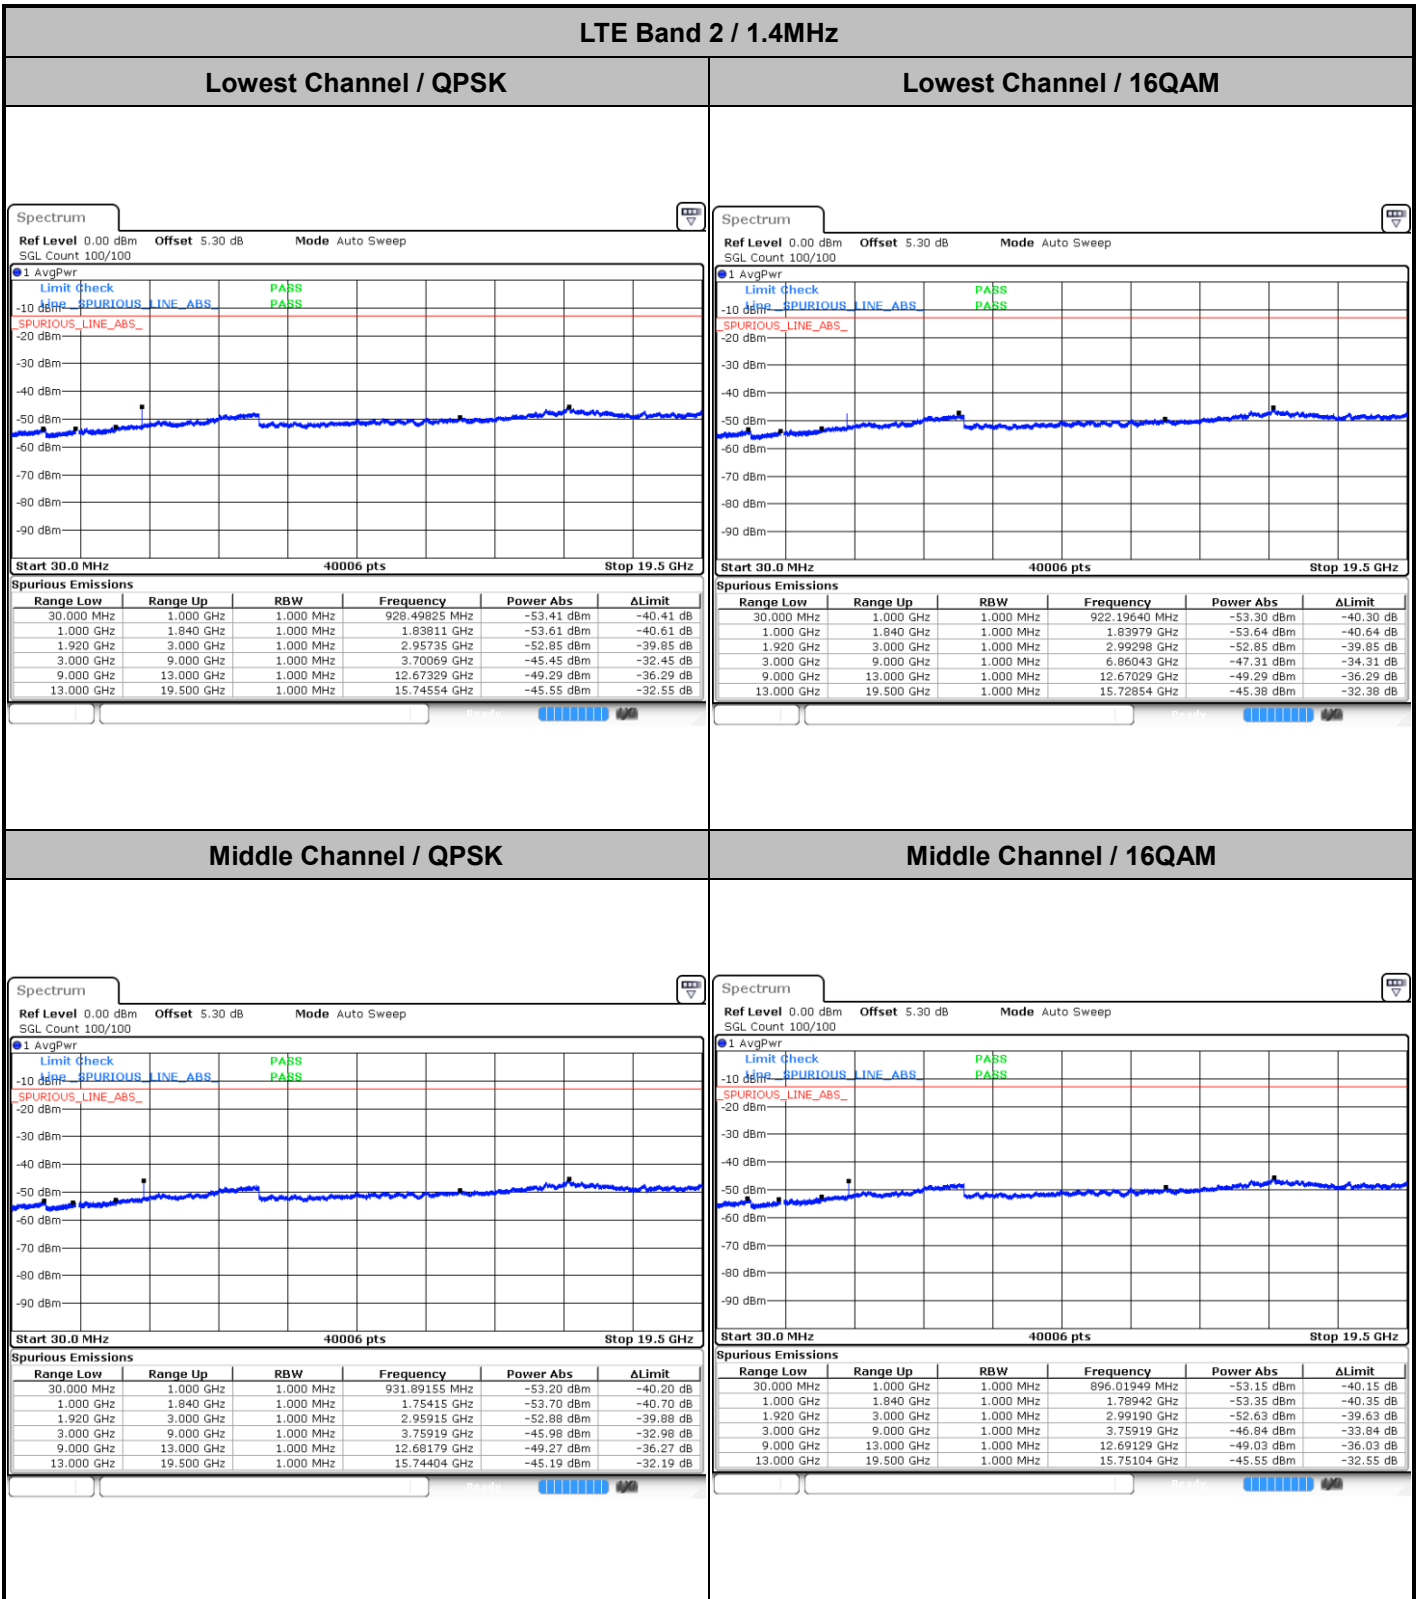 LTE Band 2 / 1.4MHz
Lowest Channel / QPSK
Lowest Channel / 16QAM
Spectrum
Ref Level 0.00 dBm Offset 5.30 dB Mode Auto Sweep
SGL Count 100/100
1 AvgPwr
Limit Check PASS
Line _SPURIOUS_LINE_ABS_ PASS
-10 dBm
_SPURIOUS_LINE_ABS_
-20 dBm
-30 dBm
-40 dBm
-50 dBm
-60 dBm
-70 dBm
-80 dBm
-90 dBm
Start 30.0 MHz 40006 pts Stop 19.5 GHz
Spurious Emissions
Range Low Range Up RBW Frequency Power Abs ΔLimit
30.000 MHz 1.000 GHz 1.000 MHz 928.49825 MHz -53.41 dBm -40.41 dB
1.000 GHz 1.840 GHz 1.000 MHz 1.83811 GHz -53.61 dBm -40.61 dB
1.920 GHz 3.000 GHz 1.000 MHz 2.95735 GHz -52.85 dBm -39.85 dB
3.000 GHz 9.000 GHz 1.000 MHz 3.70069 GHz -45.45 dBm -32.45 dB
9.000 GHz 13.000 GHz 1.000 MHz 12.67329 GHz -49.29 dBm -36.29 dB
13.000 GHz 19.500 GHz 1.000 MHz 15.74554 GHz -45.55 dBm -32.55 dB
Ready
Spectrum
Ref Level 0.00 dBm Offset 5.30 dB Mode Auto Sweep
SGL Count 100/100
1 AvgPwr
Limit Check PASS
Line _SPURIOUS_LINE_ABS_ PASS
-10 dBm
_SPURIOUS_LINE_ABS_
-20 dBm
-30 dBm
-40 dBm
-50 dBm
-60 dBm
-70 dBm
-80 dBm
-90 dBm
Start 30.0 MHz 40006 pts Stop 19.5 GHz
Spurious Emissions
Range Low Range Up RBW Frequency Power Abs ΔLimit
30.000 MHz 1.000 GHz 1.000 MHz 922.19640 MHz -53.30 dBm -40.30 dB
1.000 GHz 1.840 GHz 1.000 MHz 1.83979 GHz -53.64 dBm -40.64 dB
1.920 GHz 3.000 GHz 1.000 MHz 2.99298 GHz -52.85 dBm -39.85 dB
3.000 GHz 9.000 GHz 1.000 MHz 6.86043 GHz -47.31 dBm -34.31 dB
9.000 GHz 13.000 GHz 1.000 MHz 12.67029 GHz -49.29 dBm -36.29 dB
13.000 GHz 19.500 GHz 1.000 MHz 15.72854 GHz -45.38 dBm -32.38 dB
Ready
Middle Channel / QPSK
Middle Channel / 16QAM
Spectrum
Ref Level 0.00 dBm Offset 5.30 dB Mode Auto Sweep
SGL Count 100/100
1 AvgPwr
Limit Check PASS
Line _SPURIOUS_LINE_ABS_ PASS
-10 dBm
_SPURIOUS_LINE_ABS_
-20 dBm
-30 dBm
-40 dBm
-50 dBm
-60 dBm
-70 dBm
-80 dBm
-90 dBm
Start 30.0 MHz 40006 pts Stop 19.5 GHz
Spurious Emissions
Range Low Range Up RBW Frequency Power Abs ΔLimit
30.000 MHz 1.000 GHz 1.000 MHz 931.89155 MHz -53.20 dBm -40.20 dB
1.000 GHz 1.840 GHz 1.000 MHz 1.75415 GHz -53.70 dBm -40.70 dB
1.920 GHz 3.000 GHz 1.000 MHz 2.95915 GHz -52.88 dBm -39.88 dB
3.000 GHz 9.000 GHz 1.000 MHz 3.75919 GHz -45.98 dBm -32.98 dB
9.000 GHz 13.000 GHz 1.000 MHz 12.68179 GHz -49.27 dBm -36.27 dB
13.000 GHz 19.500 GHz 1.000 MHz 15.74404 GHz -45.19 dBm -32.19 dB
Ready
Spectrum
Ref Level 0.00 dBm Offset 5.30 dB Mode Auto Sweep
SGL Count 100/100
1 AvgPwr
Limit Check PASS
Line _SPURIOUS_LINE_ABS_ PASS
-10 dBm
_SPURIOUS_LINE_ABS_
-20 dBm
-30 dBm
-40 dBm
-50 dBm
-60 dBm
-70 dBm
-80 dBm
-90 dBm
Start 30.0 MHz 40006 pts Stop 19.5 GHz
Spurious Emissions
Range Low Range Up RBW Frequency Power Abs ΔLimit
30.000 MHz 1.000 GHz 1.000 MHz 896.01949 MHz -53.15 dBm -40.15 dB
1.000 GHz 1.840 GHz 1.000 MHz 1.78942 GHz -53.35 dBm -40.35 dB
1.920 GHz 3.000 GHz 1.000 MHz 2.99190 GHz -52.63 dBm -39.63 dB
3.000 GHz 9.000 GHz 1.000 MHz 3.75919 GHz -46.84 dBm -33.84 dB
9.000 GHz 13.000 GHz 1.000 MHz 12.69129 GHz -49.03 dBm -36.03 dB
13.000 GHz 19.500 GHz 1.000 MHz 15.75104 GHz -45.55 dBm -32.55 dB
Ready